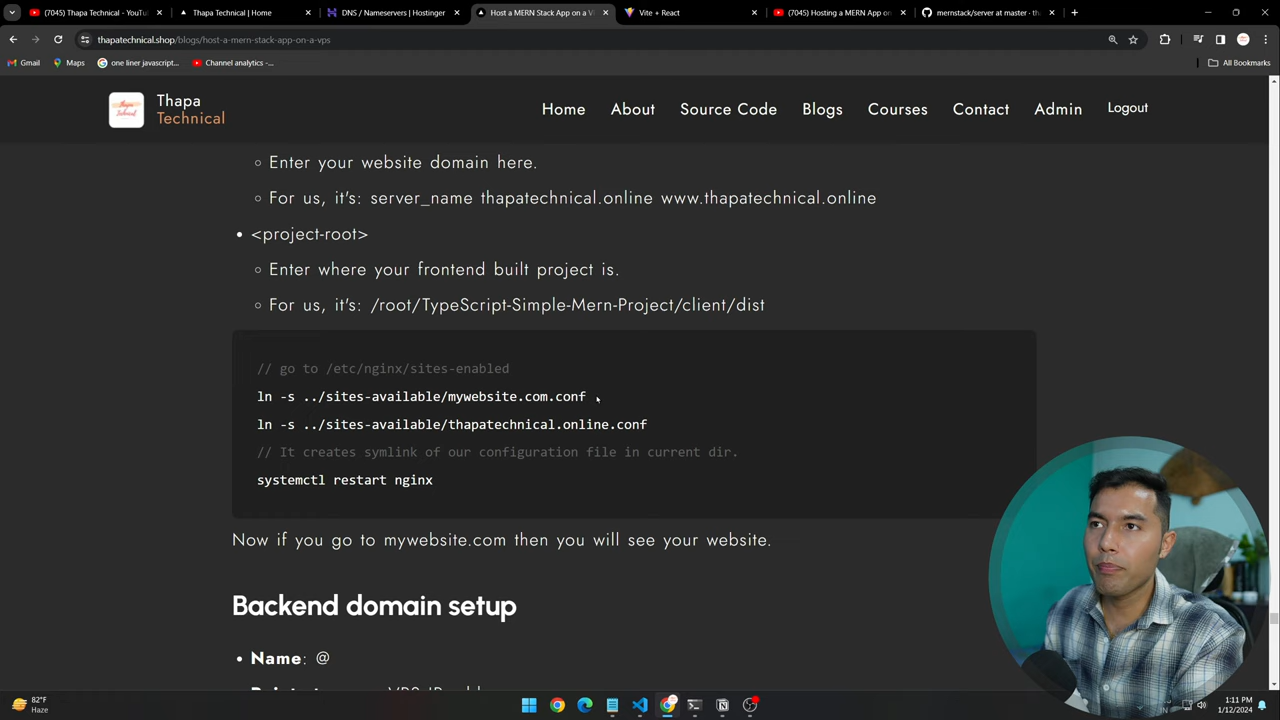 (7045) Thapa Technical - YouTu
Thapa Technical | Home
DNS / Nameservers | Hostinger
Host a MERN Stack App on a V
Vite + React
(7045) Hosting a MERN App on
mernstack/server at master · th
thapatechnical.shop/blogs/host-a-mern-stack-app-on-a-vps
Gmail
Maps
one liner javascript...
Channel analytics -...
All Bookmarks
Thapa
Technical
Home
About
Source Code
Blogs
Courses
Contact
Admin
Logout
Enter your website domain here.
For us, it's: server_name thapatechnical.online www.thapatechnical.online
<project-root>
Enter where your frontend built project is.
For us, it's: /root/TypeScript-Simple-Mern-Project/client/dist
// go to /etc/nginx/sites-enabled
ln -s ../sites-available/mywebsite.com.conf
ln -s ../sites-available/thapatechnical.online.conf
// It creates symlink of our configuration file in current dir.
systemctl restart nginx
Now if you go to mywebsite.com then you will see your website.
Backend domain setup
Name: @
82°F
Haze
IN
1:11 PM
1/12/2024